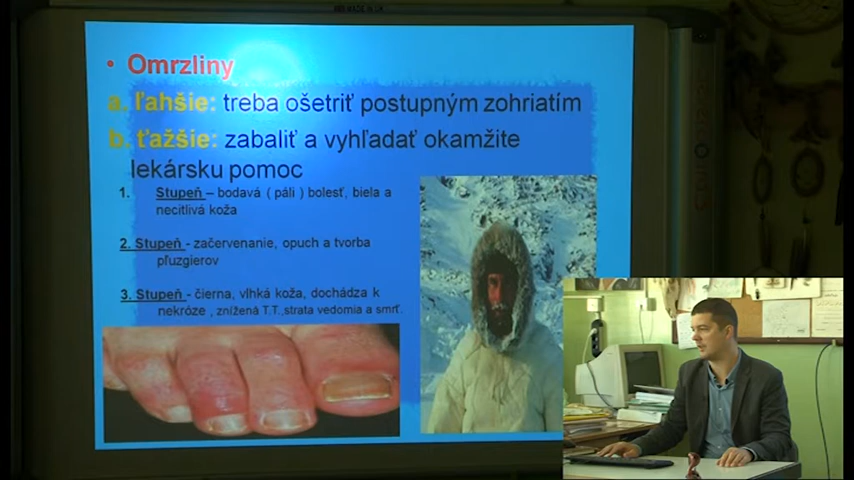 • Omrzliny
a. ľahšie: treba ošetriť postupným zohriatím
b. ťažšie: zabaliť a vyhľadať okamžite
lekársku pomoc
1. Stupeň – bodavá ( páli ) bolesť, biela a
necitlivá koža
2. Stupeň - začervenanie, opuch a tvorba
pľuzgierov
3. Stupeň - čierna, vlhká koža, dochádza k
nekróze , znížená T.T.,strata vedomia a smrť.